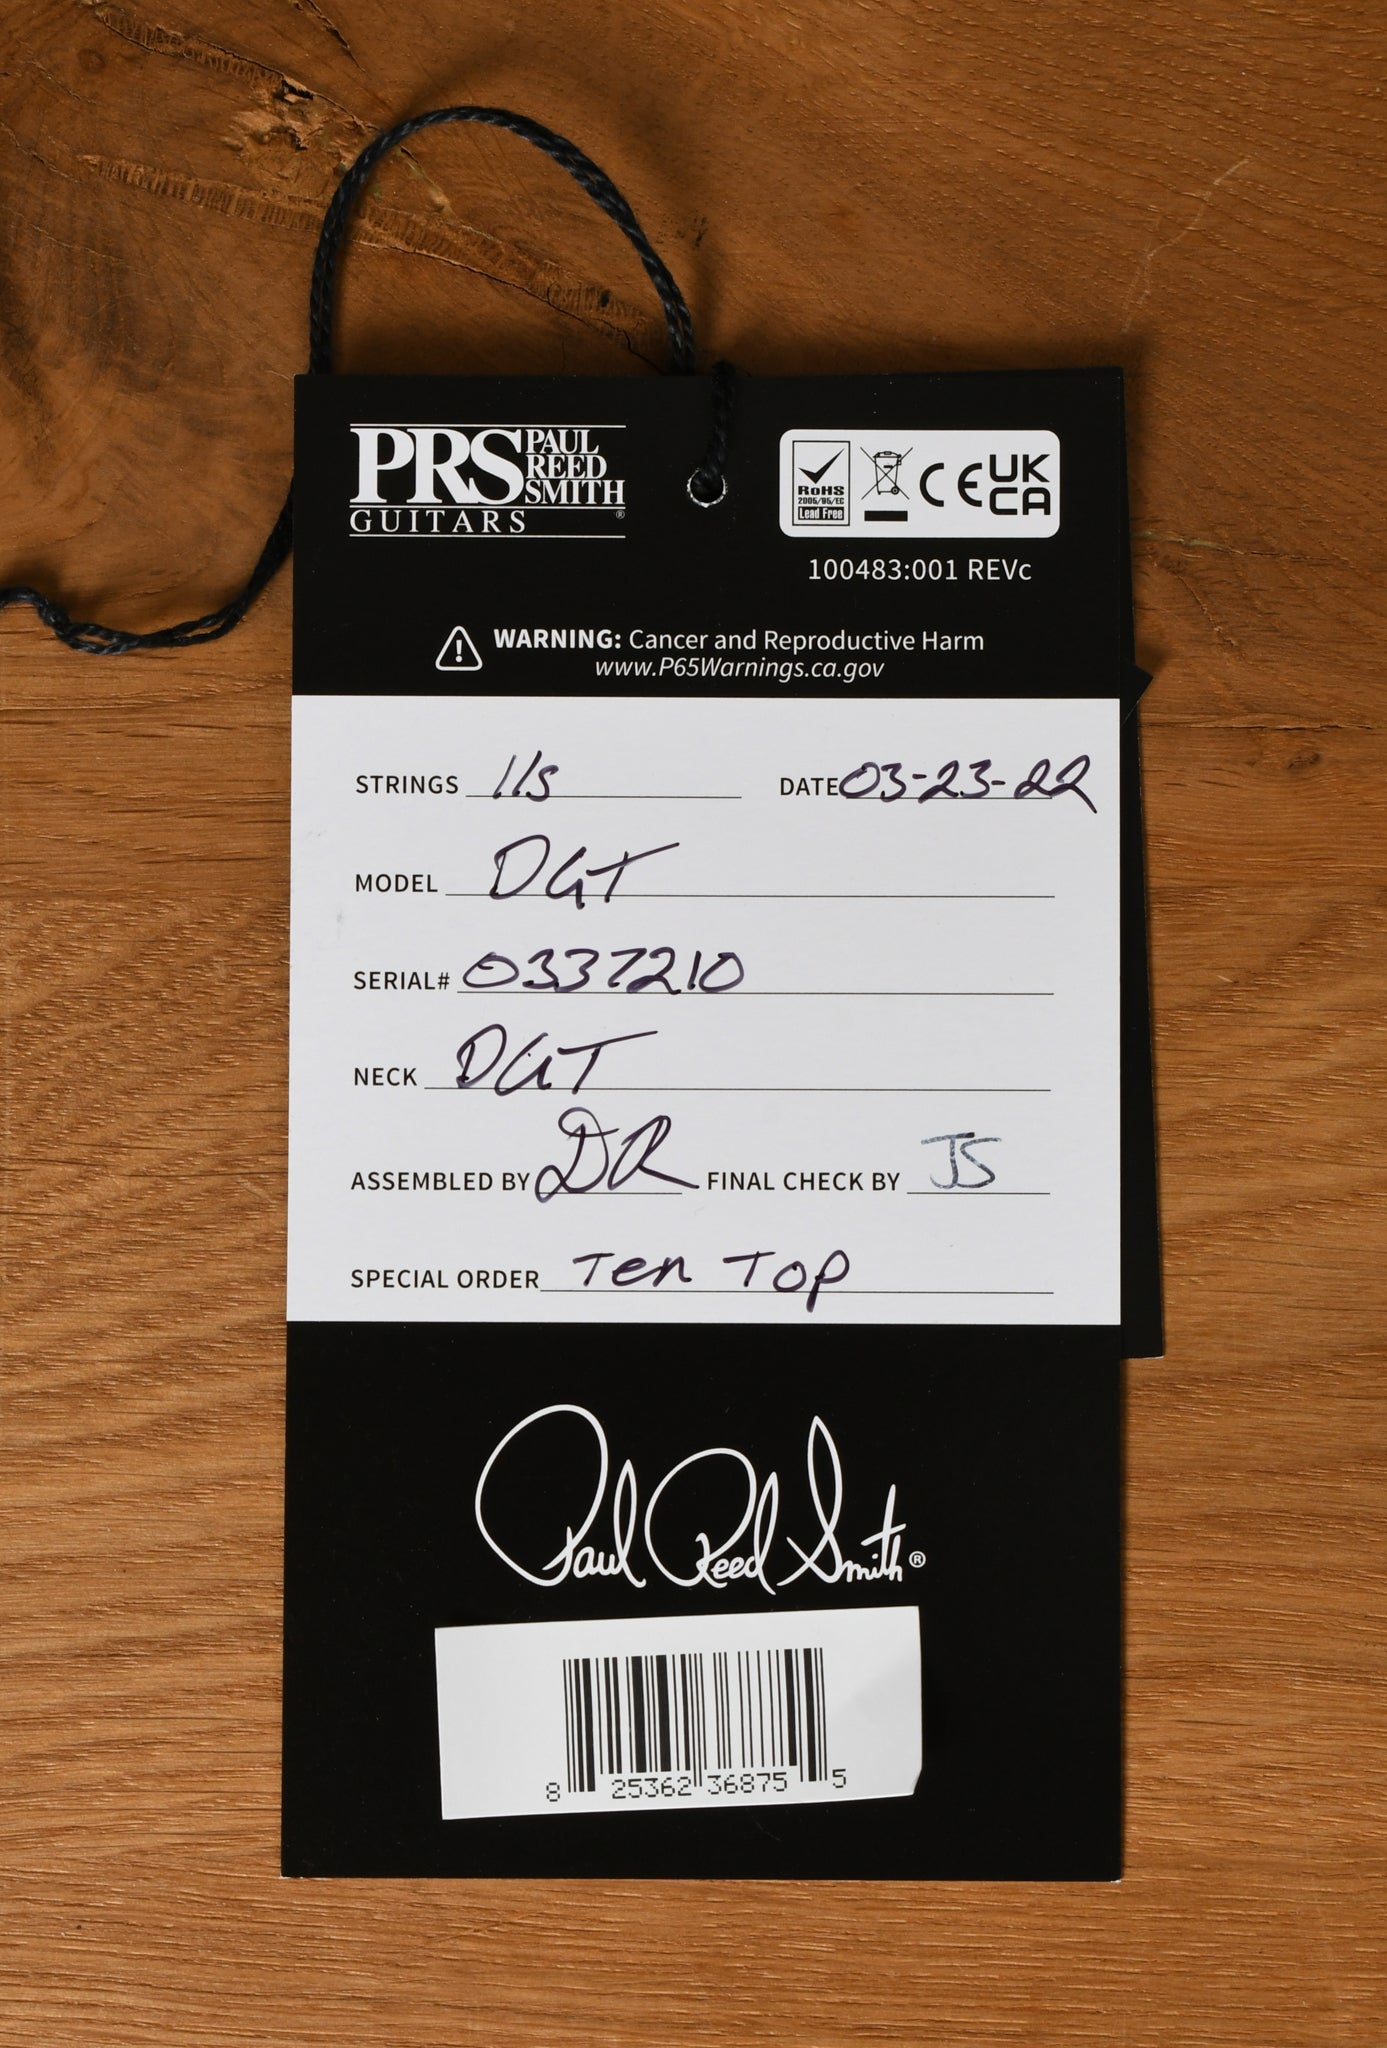 PRS PAUL REED SMITH
GUITARS ®
RoHS
2005/95/EC
Lead Free
CE UK CA
100483:001 REVc
WARNING: Cancer and Reproductive Harm
www.P65Warnings.ca.gov
STRINGS 11s DATE 03-23-22
MODEL DGT
SERIAL# 0337210
NECK DGT
ASSEMBLED BY DR FINAL CHECK BY JS
SPECIAL ORDER Ten Top
Paul Reed Smith ®
8 25362 36875 5